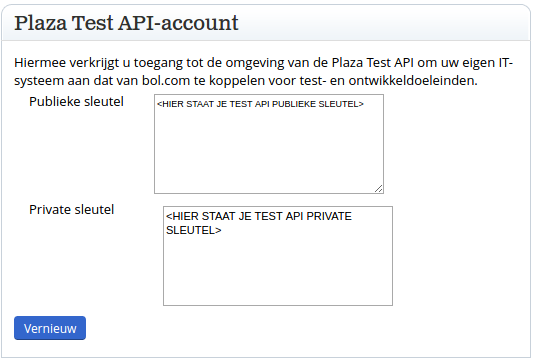 Plaza Test API-account
Hiermee verkrijgt u toegang tot de omgeving van de Plaza Test API om uw eigen IT-
systeem aan dat van bol.com te koppelen voor test- en ontwikkeldoeleinden.
Publieke sleutel
<HIER STAAT JE TEST API PUBLIEKE SLEUTEL>
Private sleutel
<HIER STAAT JE TEST API PRIVATE
SLEUTEL>
Vernieuw